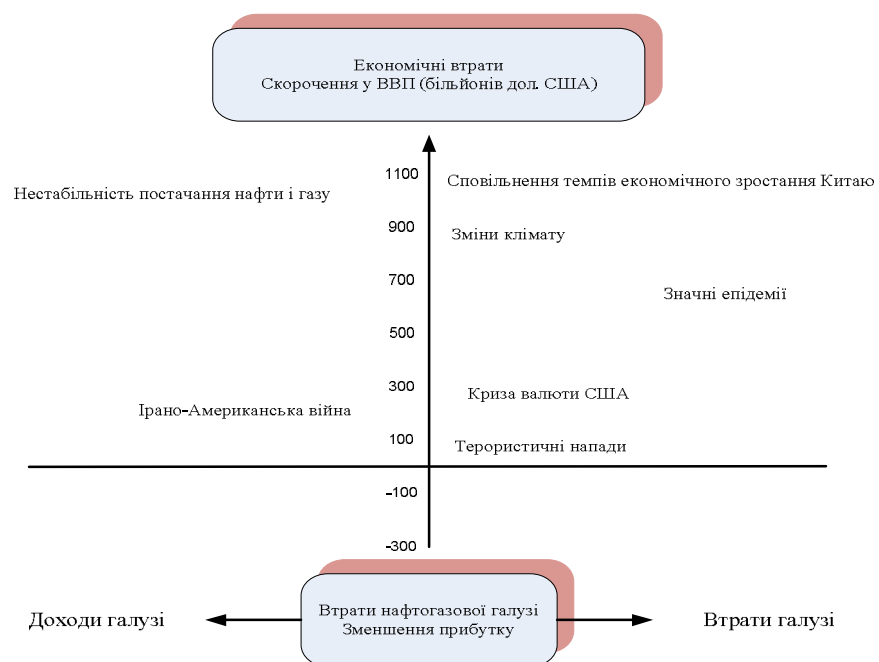 Економічні втрати
Скорочення у ВВП (більйонів дол. США)
1100
Сповільнення темпів економічного зростання Китаю
Нестабільність постачання нафти і газу
900
Зміни клімату
700
Значні епідемії
500
300
Криза валюти США
Ірано-Американська війна
100
Терористичні напади
-100
-300
Втрати нафтогазової галузі
Зменшення прибутку
Доходи галузі
Втрати галузі